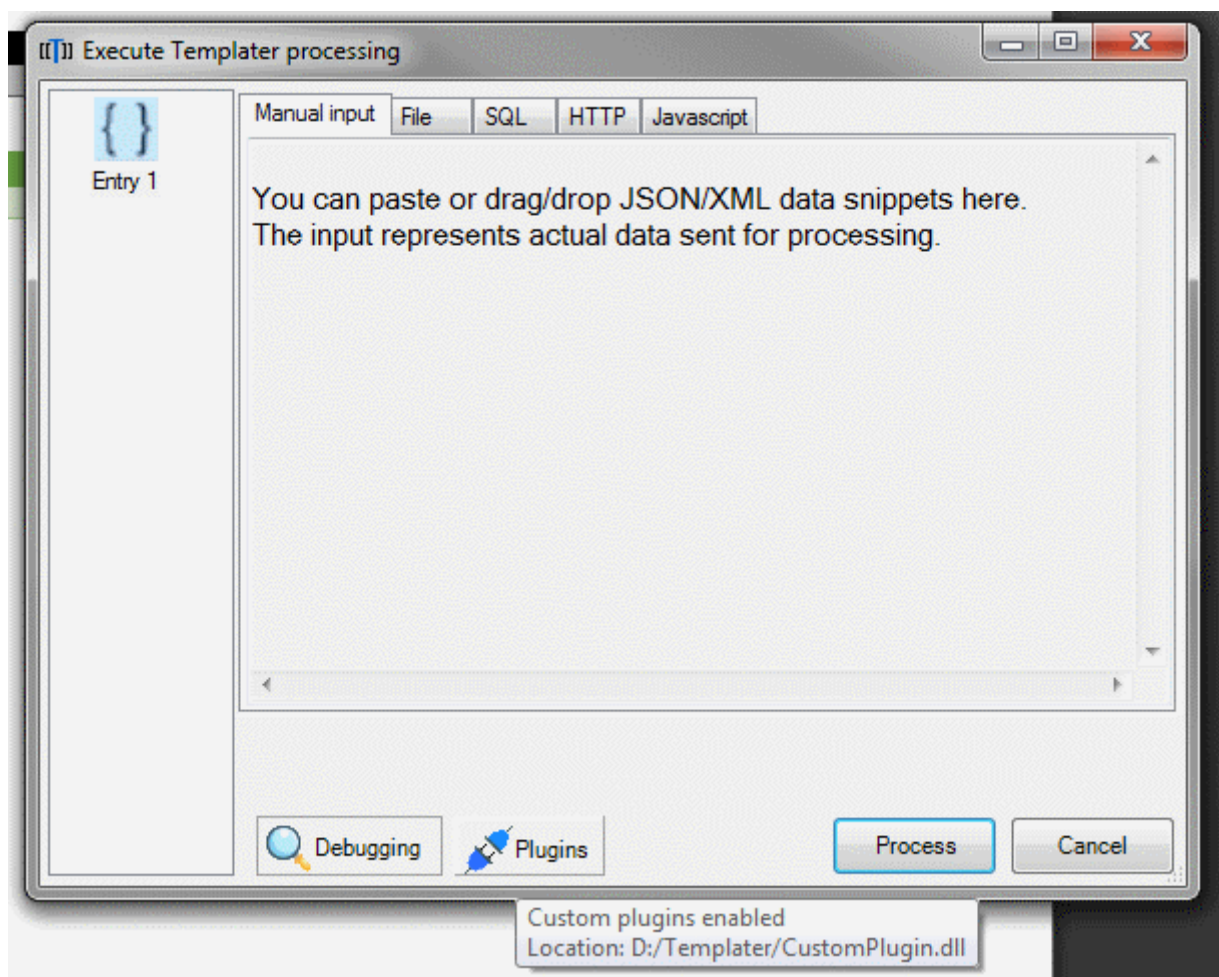 [[T]] Execute Templater processing
Manual input File SQL HTTP Javascript
{ }
Entry 1
You can paste or drag/drop JSON/XML data snippets here.
The input represents actual data sent for processing.
Debugging Plugins Process Cancel
Custom plugins enabled
Location: D:/Templater/CustomPlugin.dll